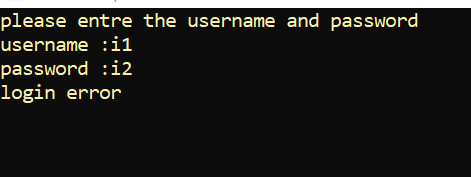 please entre the username and password
username :i1
password :i2
login error